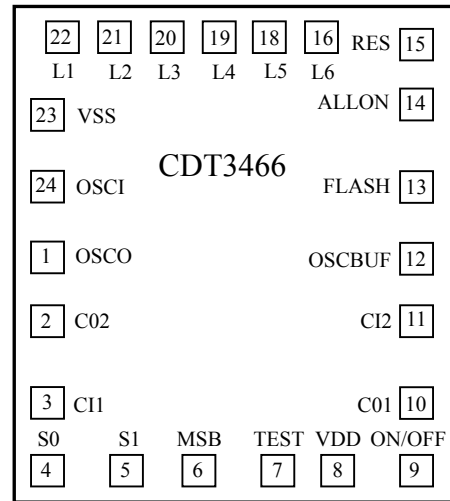 22 21 20 19 18 16 RES 15
L1 L2 L3 L4 L5 L6
ALLON 14
23 VSS
CDT3466
24 OSCI FLASH 13
1 OSCO OSCBUF 12
2 C02 CI2 11
3 CI1 C01 10
S0 S1 MSB TEST VDD ON/OFF
4 5 6 7 8 9